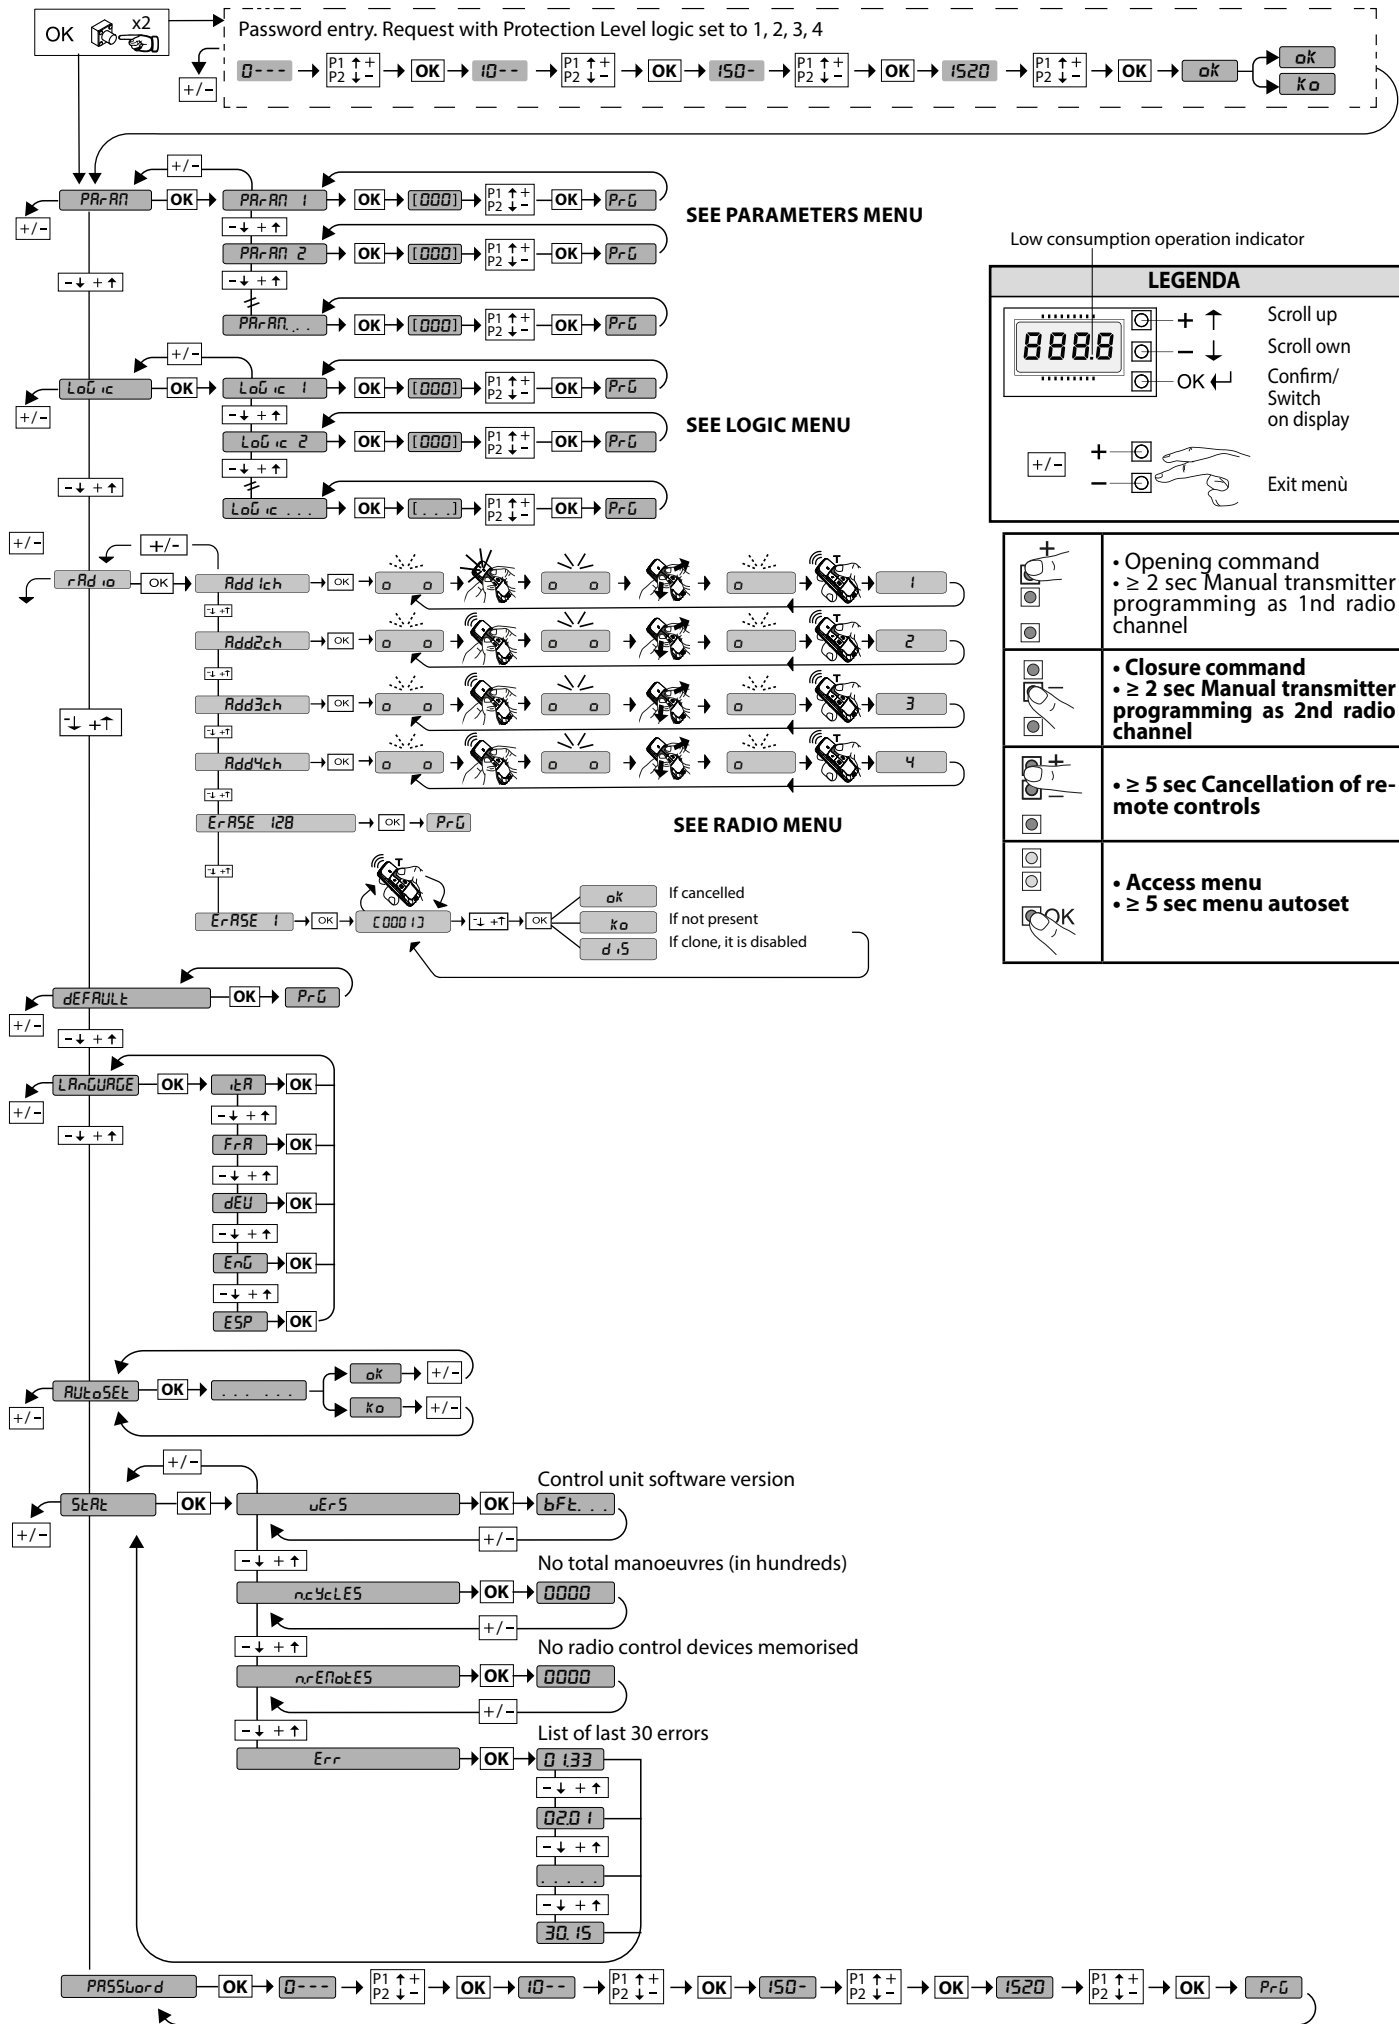 OK x2
Password entry. Request with Protection Level logic set to 1, 2, 3, 4
+/-
0--- P1 ↑ + P2 ↓ - OK 10-- P1 ↑ + P2 ↓ - OK 150- P1 ↑ + P2 ↓ - OK 1520 P1 ↑ + P2 ↓ - OK oK oK
Ko
+/-
PArAM OK PArAM 1 OK [000] P1 ↑ + P2 ↓ - OK PrG
SEE PARAMETERS MENU
+/-
- ↓ + ↑
PArAM 2 OK [000] P1 ↑ + P2 ↓ - OK PrG
- ↓ + ↑
- ↓ + ↑
PArAM... OK [000] P1 ↑ + P2 ↓ - OK PrG
+/-
LoGic OK LoGic 1 OK [000] P1 ↑ + P2 ↓ - OK PrG
+/-
- ↓ + ↑
SEE LOGIC MENU
LoGic 2 OK [000] P1 ↑ + P2 ↓ - OK PrG
- ↓ + ↑
- ↓ + ↑
LoGic ... OK [...] P1 ↑ + P2 ↓ - OK PrG
Low consumption operation indicator
LEGENDA
88.8.8
+ ↑ Scroll up
- ↓ Scroll own
OK Confirm/
Switch
on display
+/- + -
Exit menù
+
• Opening command
• ≥ 2 sec Manual transmitter
programming as 1nd radio
channel
-
• Closure command
• ≥ 2 sec Manual transmitter
programming as 2nd radio
channel
+
-
• ≥ 5 sec Cancellation of re-
mote controls
OK
• Access menu
• ≥ 5 sec menu autoset
+/- +/-
rAdio OK Add1ch OK o o o o o T 1
- ↓ + ↑
Add2ch OK o o o o o T 2
- ↓ + ↑
Add3ch OK o o o o o T 3
- ↓ + ↑
- ↓ + ↑
Add4ch OK o o o o o T 4
- ↓ + ↑
ErASE 128 OK PrG
SEE RADIO MENU
- ↓ + ↑
T
ErASE 1 OK [0001] - ↓ + ↑ OK
oK If cancelled
Ko If not present
diS If clone, it is disabled
dEFAULt OK PrG
+/-
- ↓ + ↑
LAnGUAGE OK itA OK
+/-
- ↓ + ↑
- ↓ + ↑
FrA OK
- ↓ + ↑
dEU OK
- ↓ + ↑
EnG OK
- ↓ + ↑
ESP OK
AUtoSEt OK ...... oK +/-
Ko +/-
+/-
+/-
Control unit software version
StAt OK vErS OK bFt...
+/-
+/-
- ↓ + ↑
No total manoeuvres (in hundreds)
n.cYcLES OK 0000
+/-
- ↓ + ↑
No radio control devices memorised
n.rEMotES OK 0000
+/-
- ↓ + ↑
List of last 30 errors
Err OK 01.33
- ↓ + ↑
02.01
- ↓ + ↑
.....
- ↓ + ↑
30.15
PASSword OK 0--- P1 ↑ + P2 ↓ - OK 10-- P1 ↑ + P2 ↓ - OK 150- P1 ↑ + P2 ↓ - OK 1520 P1 ↑ + P2 ↓ - OK PrG